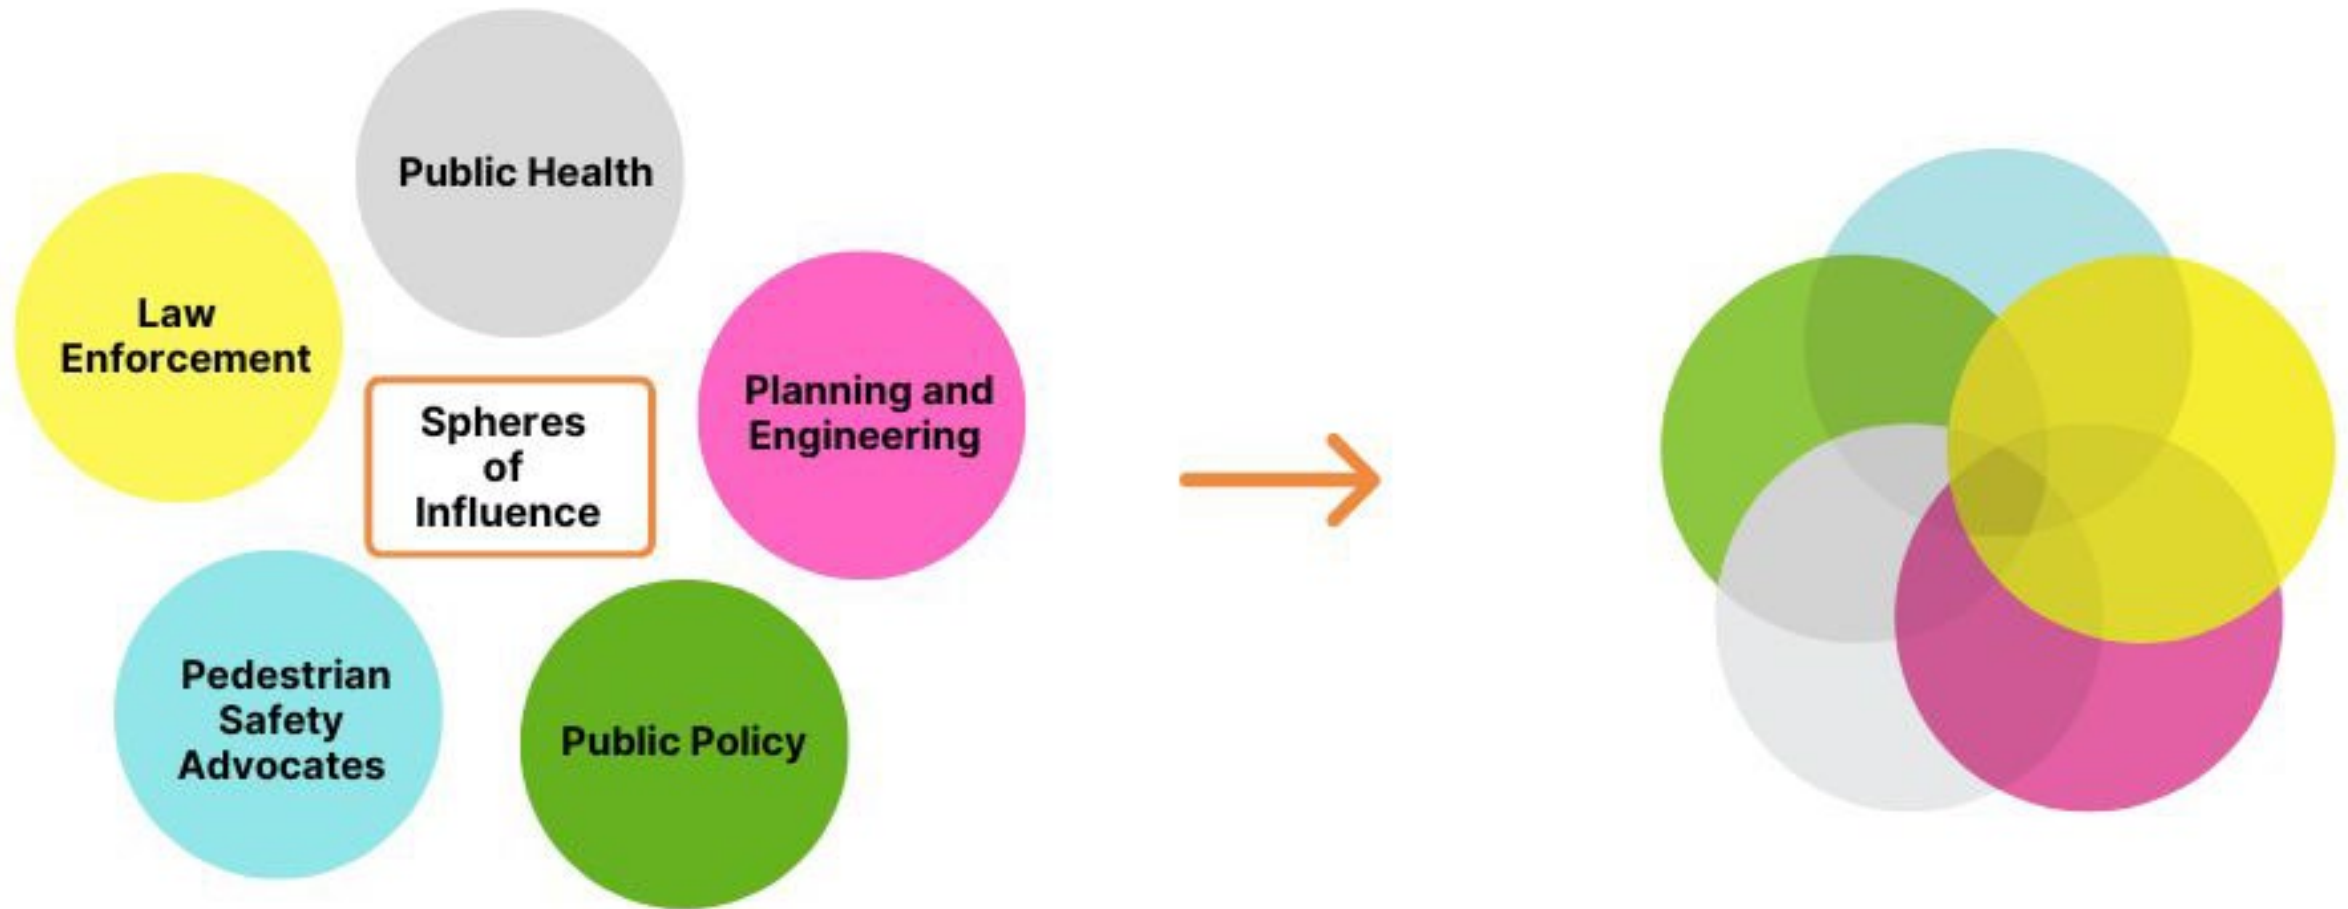 Public Health
Law
Enforcement
Planning and
Engineering
Spheres
of
Influence
Pedestrian
Safety
Advocates
Public Policy